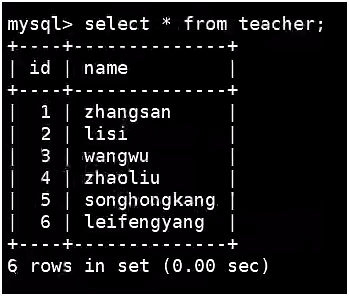 mysql> select * from teacher;
+----+--------------+
| id | name         |
+----+--------------+
|  1 | zhangsan     |
|  2 | lisi         |
|  3 | wangwu       |
|  4 | zhaoliu      |
|  5 | songhongkang |
|  6 | leifengyang  |
+----+--------------+
6 rows in set (0.00 sec)